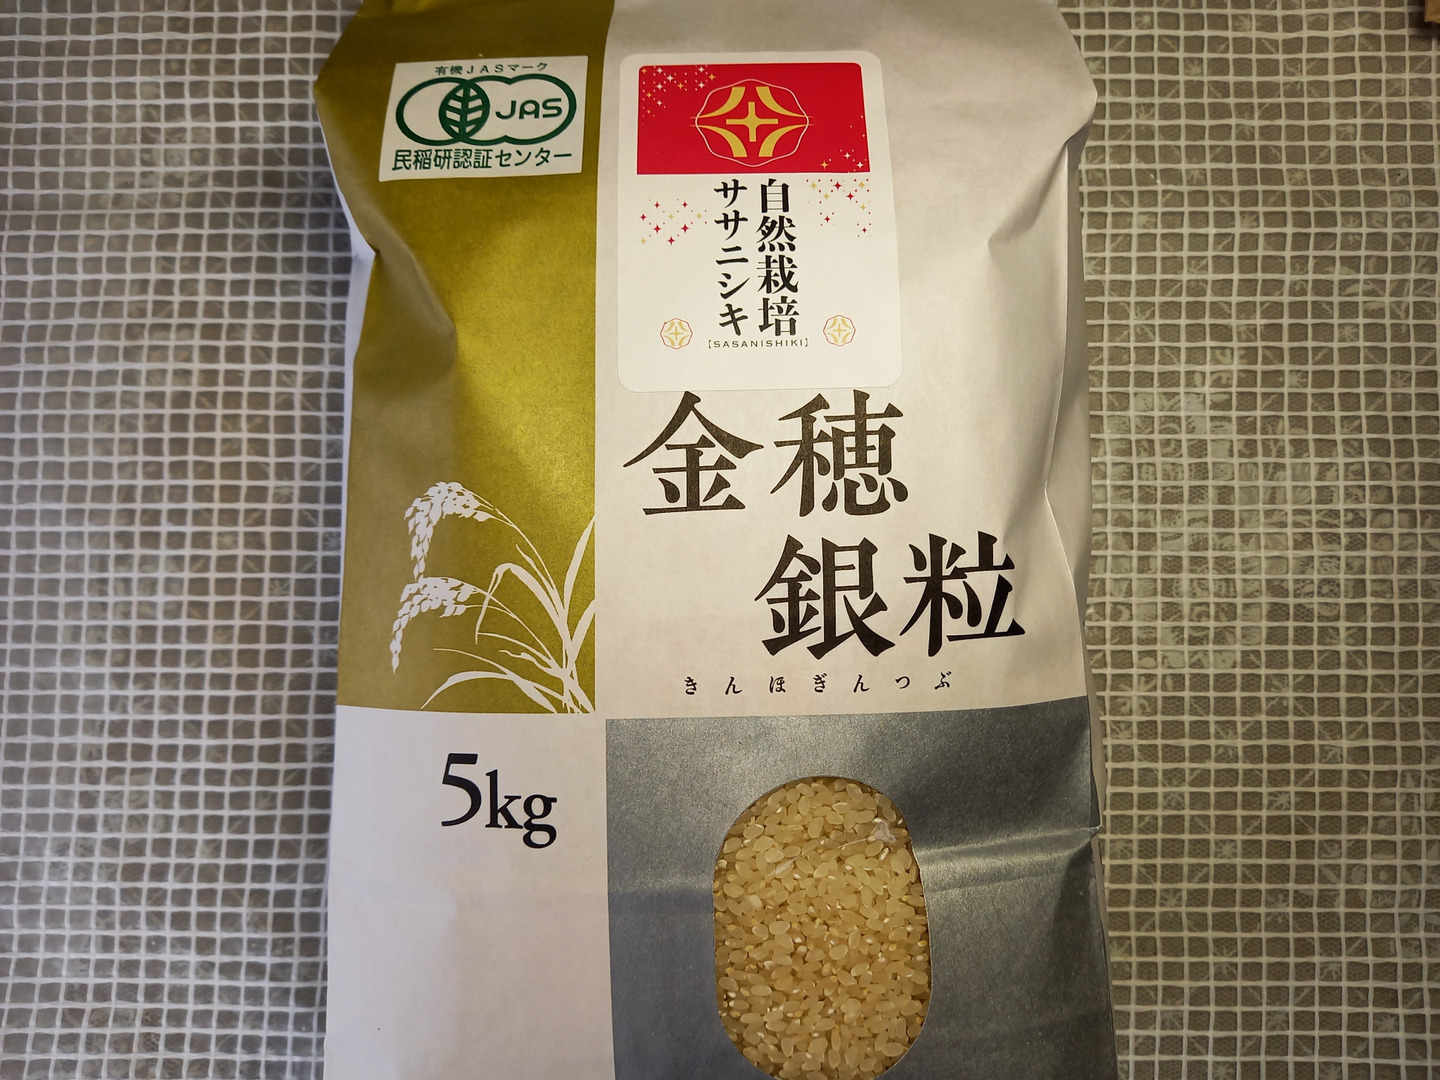 有機JASマーク
JAS
民稲研認証センター
自然栽培
ササニシキ
【SASANISHIKI】
金穂
銀粒
きんほぎんつぶ
5kg